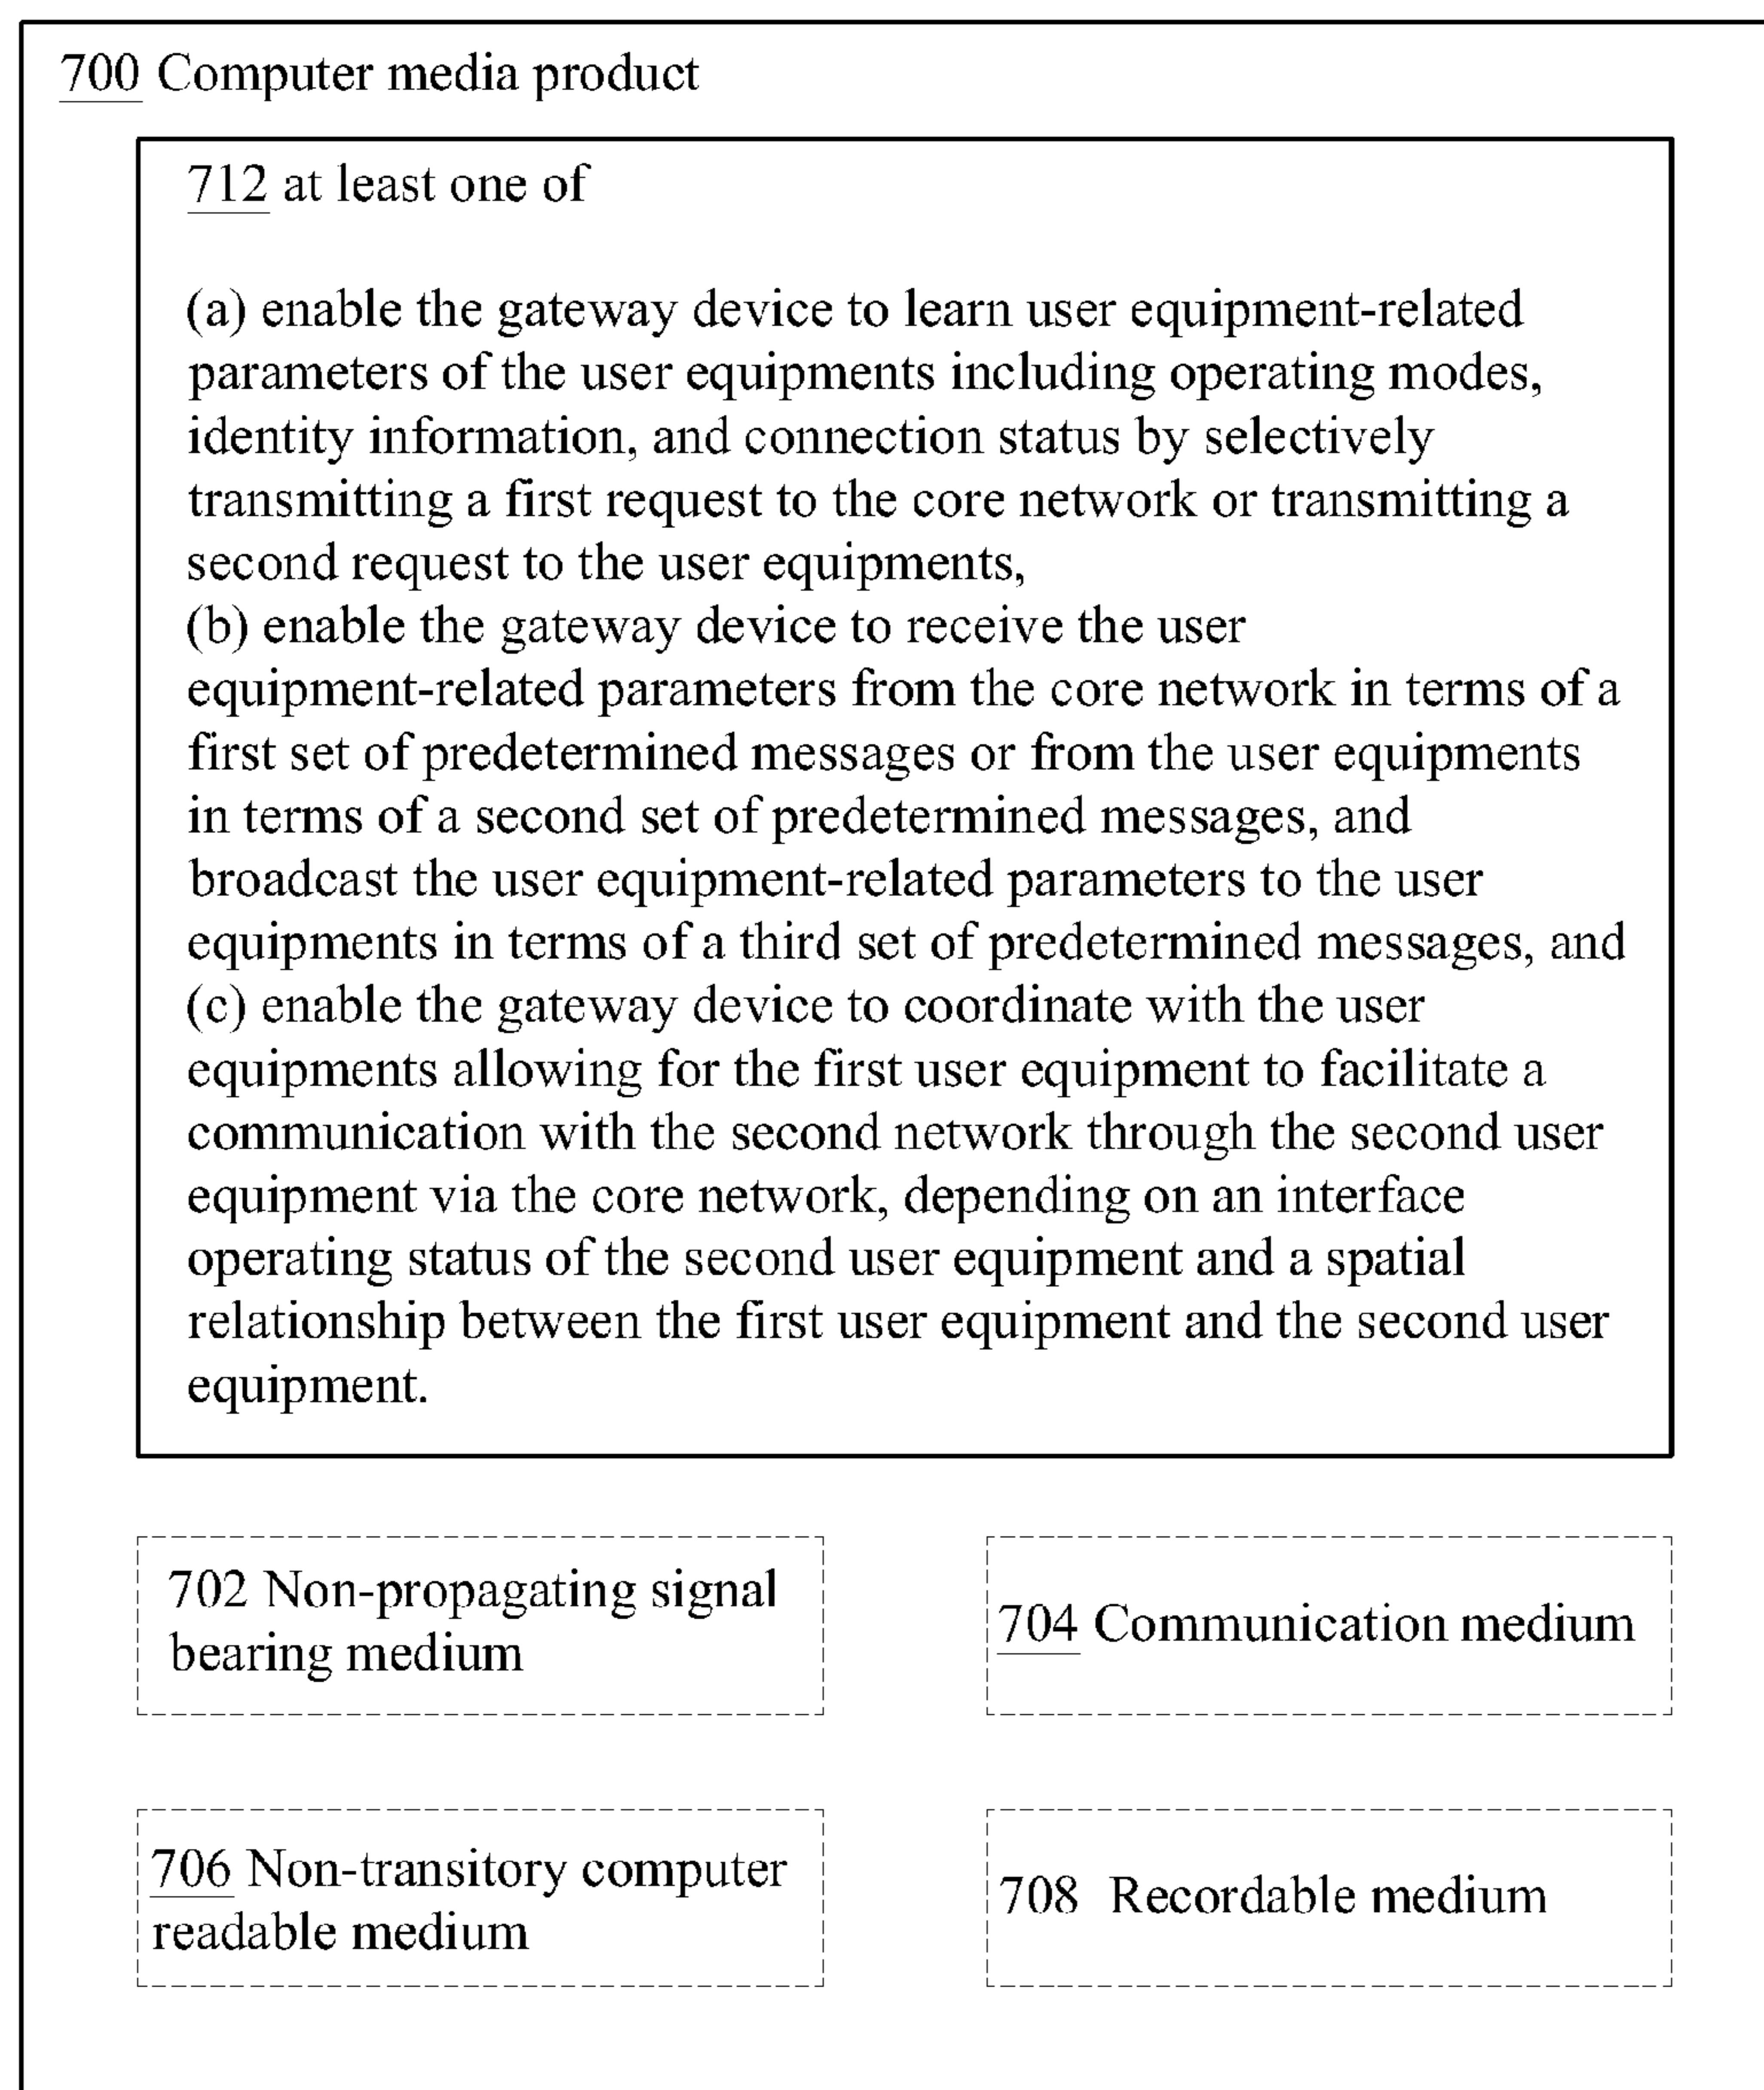 700 Computer media product
712 at least one of
(a) enable the gateway device to learn user equipment-related
parameters of the user equipments including operating modes,
identity information, and connection status by selectively
transmitting a first request to the core network or transmitting a
second request to the user equipments,
(b) enable the gateway device to receive the user
equipment-related parameters from the core network in terms of a
first set of predetermined messages or from the user equipments
in terms of a second set of predetermined messages, and
broadcast the user equipment-related parameters to the user
equipments in terms of a third set of predetermined messages, and
(c) enable the gateway device to coordinate with the user
equipments allowing for the first user equipment to facilitate a
communication with the second network through the second user
equipment via the core network, depending on an interface
operating status of the second user equipment and a spatial
relationship between the first user equipment and the second user
equipment.
702 Non-propagating signal
bearing medium
704 Communication medium
706 Non-transitory computer
readable medium
708 Recordable medium